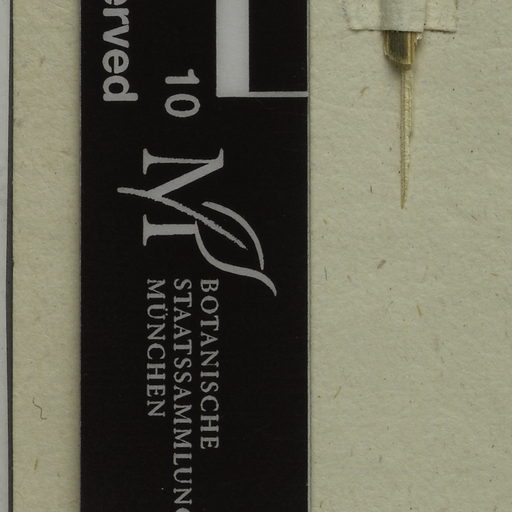 erved
10
M
BOTANISCHE
STAATSSAMMLUNG
MÜNCHEN